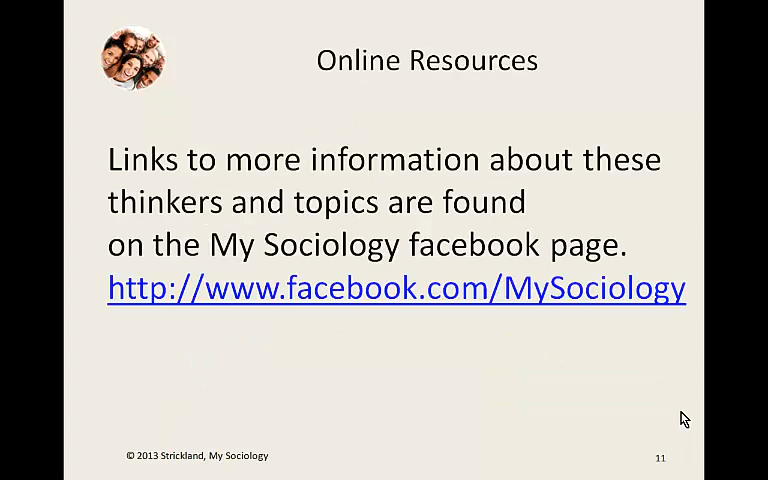 Online Resources
Links to more information about these
thinkers and topics are found
on the My Sociology facebook page.
http://www.facebook.com/MySociology
© 2013 Strickland, My Sociology
11